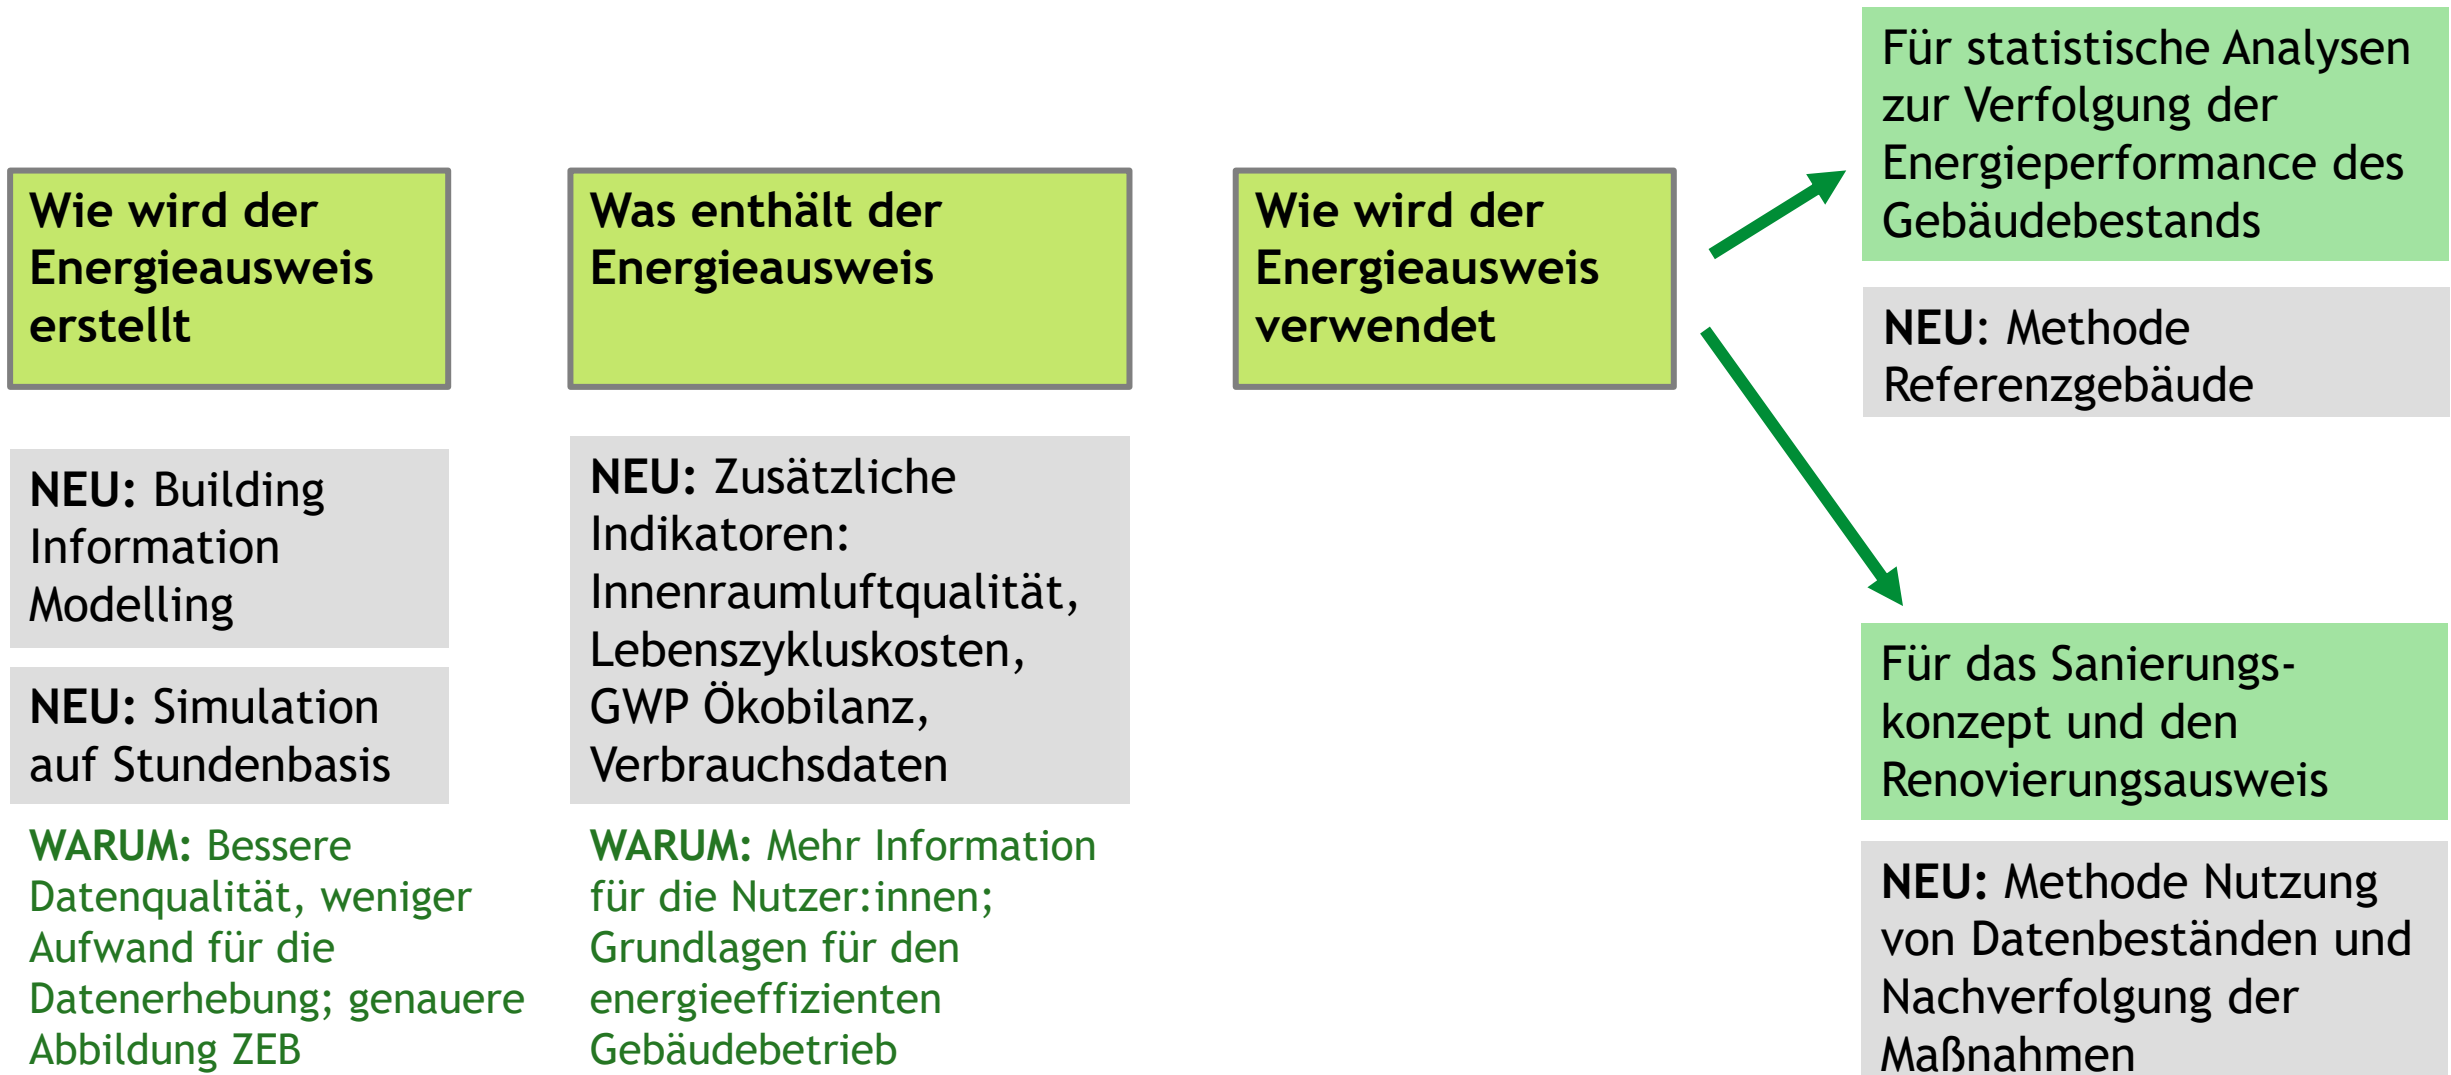 Wie wird der
Energieausweis
erstellt
NEU: Building
Information
Modelling
NEU: Simulation
auf Stundenbasis
WARUM: Bessere
Datenqualität, weniger
Aufwand für die
Datenerhebung; genauere
Abbildung ZEB
Was enthält der
Energieausweis
NEU: Zusätzliche
Indikatoren:
Innenraumluftqualität,
Lebenszykluskosten,
GWP Ökobilanz,
Verbrauchsdaten
WARUM: Mehr Information
für die Nutzer:innen;
Grundlagen für den
energieeffizienten
Gebäudebetrieb
Wie wird der
Energieausweis
verwendet
Für statistische Analysen
zur Verfolgung der
Energieperformance des
Gebäudebestands
NEU: Methode
Referenzgebäude
Für das Sanierungs-
konzept und den
Renovierungsausweis
NEU: Methode Nutzung
von Datenbeständen und
Nachverfolgung der
Maßnahmen